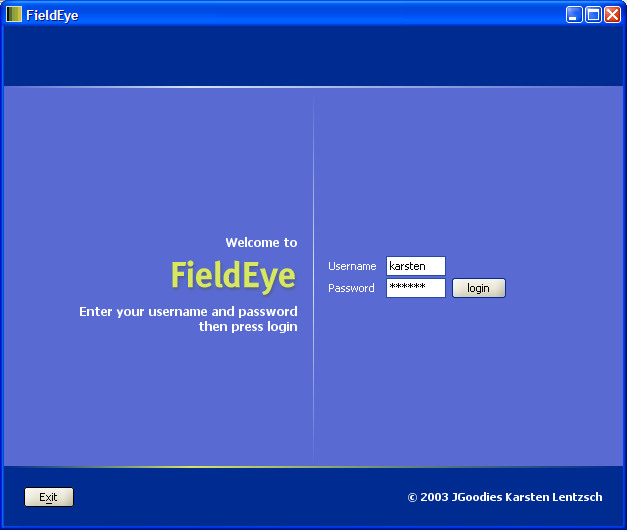 FieldEye
Welcome to
FieldEye
Enter your username and password
then press login
Username karsten
Password ******
login
Exit
© 2003 JGoodies Karsten Lentzsch